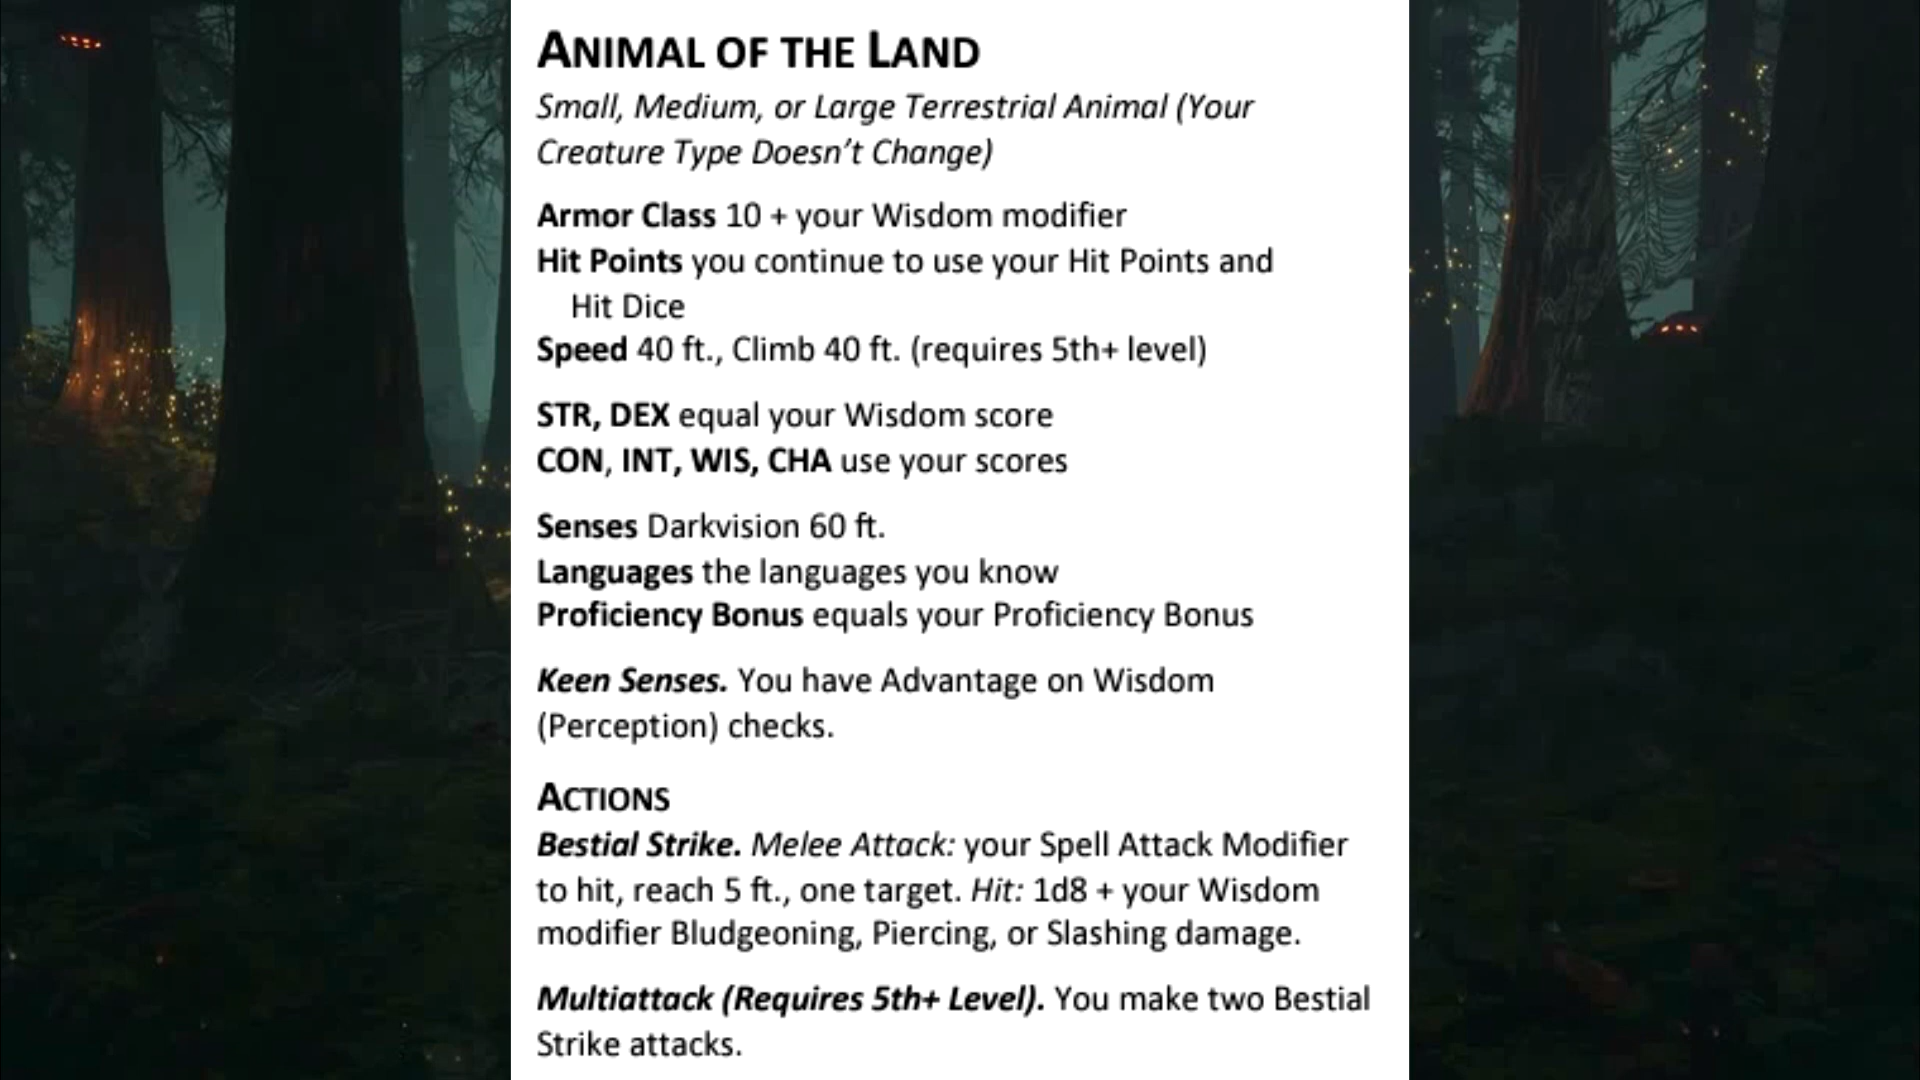 ANIMAL OF THE LAND
Small, Medium, or Large Terrestrial Animal (Your
Creature Type Doesn’t Change)
Armor Class 10 + your Wisdom modifier
Hit Points you continue to use your Hit Points and
Hit Dice
Speed 40 ft., Climb 40 ft. (requires 5th+ level)
STR, DEX equal your Wisdom score
CON, INT, WIS, CHA use your scores
Senses Darkvision 60 ft.
Languages the languages you know
Proficiency Bonus equals your Proficiency Bonus
Keen Senses. You have Advantage on Wisdom
(Perception) checks.
ACTIONS
Bestial Strike. Melee Attack: your Spell Attack Modifier
to hit, reach 5 ft., one target. Hit: 1d8 + your Wisdom
modifier Bludgeoning, Piercing, or Slashing damage.
Multiattack (Requires 5th+ Level). You make two Bestial
Strike attacks.